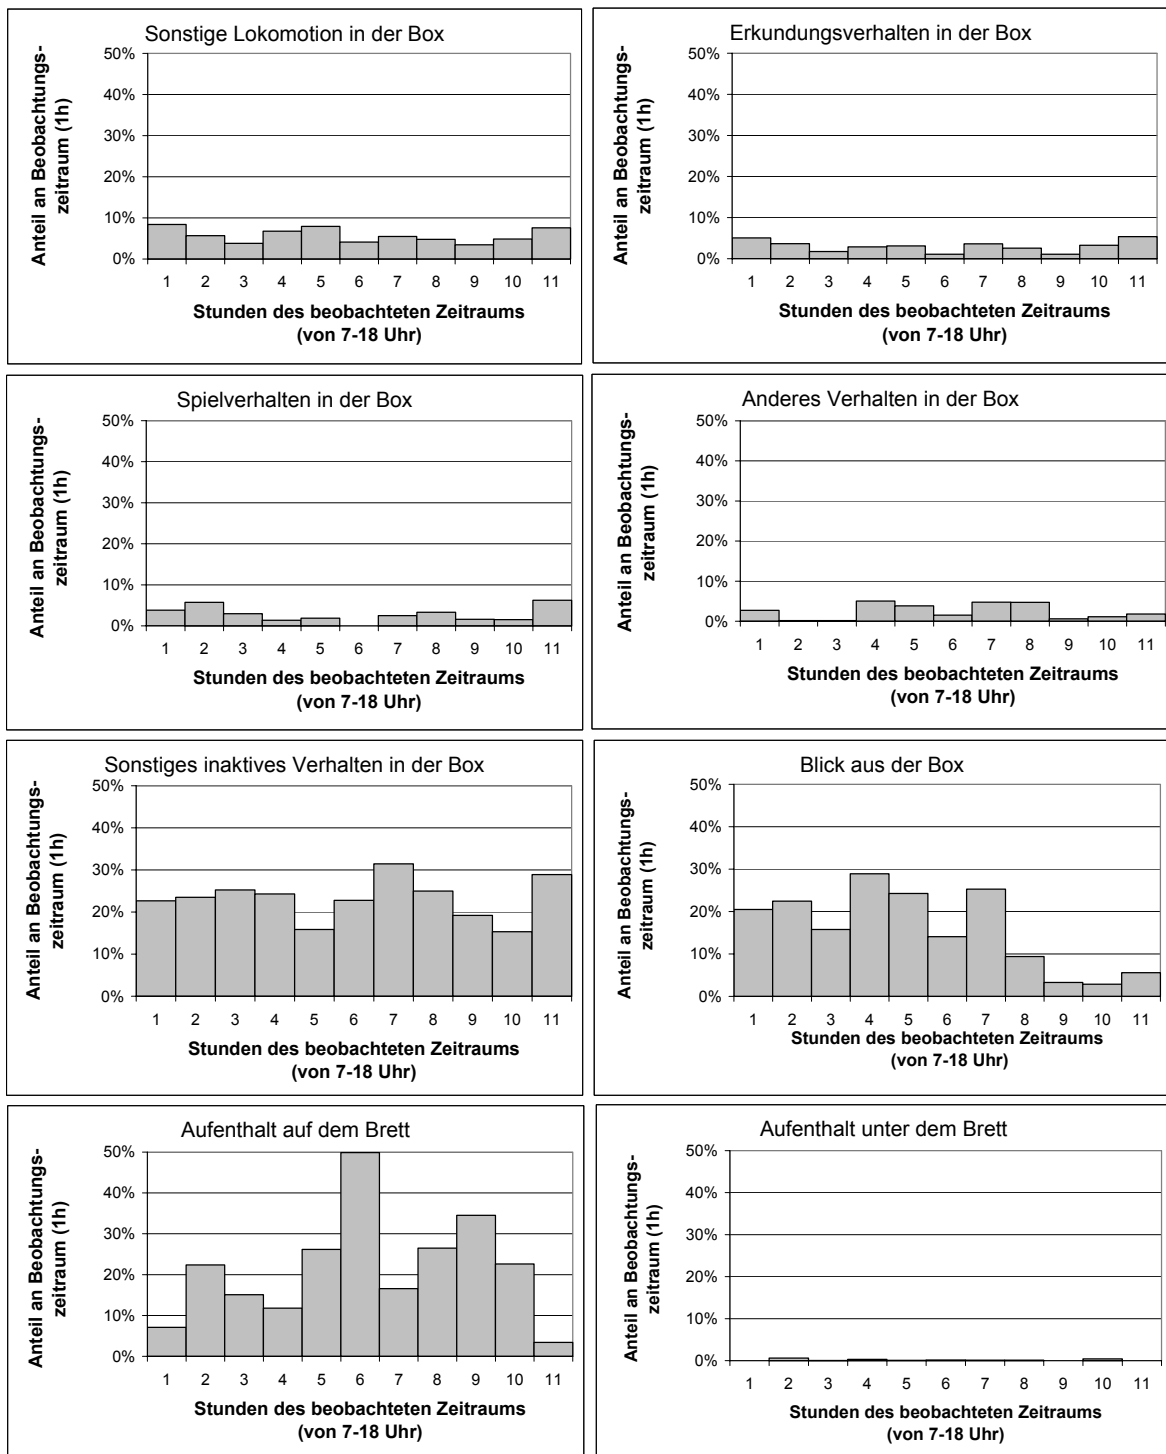 Sonstige Lokomotion in der Box
Anteil an Beobachtungs-
zeitraum (1h)
50%
40%
30%
20%
10%
0%
1 2 3 4 5 6 7 8 9 10 11
Stunden des beobachteten Zeitraums
(von 7-18 Uhr)
Erkundungsverhalten in der Box
Anteil an Beobachtungs-
zeitraum (1h)
50%
40%
30%
20%
10%
0%
1 2 3 4 5 6 7 8 9 10 11
Stunden des beobachteten Zeitraums
(von 7-18 Uhr)
Spielverhalten in der Box
Anteil an Beobachtungs-
zeitraum (1h)
50%
40%
30%
20%
10%
0%
1 2 3 4 5 6 7 8 9 10 11
Stunden des beobachteten Zeitraums
(von 7-18 Uhr)
Anderes Verhalten in der Box
Anteil an Beobachtungs-
zeitraum (1h)
50%
40%
30%
20%
10%
0%
1 2 3 4 5 6 7 8 9 10 11
Stunden des beobachteten Zeitraums
(von 7-18 Uhr)
Sonstiges inaktives Verhalten in der Box
Anteil an Beobachtungs-
zeitraum (1h)
50%
40%
30%
20%
10%
0%
1 2 3 4 5 6 7 8 9 10 11
Stunden des beobachteten Zeitraums
(von 7-18 Uhr)
Blick aus der Box
Anteil an Beobachtungs-
zeitraum (1h)
50%
40%
30%
20%
10%
0%
1 2 3 4 5 6 7 8 9 10 11
Stunden des beobachteten Zeitraums
(von 7-18 Uhr)
Aufenthalt auf dem Brett
Anteil an Beobachtungs-
zeitraum (1h)
50%
40%
30%
20%
10%
0%
1 2 3 4 5 6 7 8 9 10 11
Stunden des beobachteten Zeitraums
(von 7-18 Uhr)
Aufenthalt unter dem Brett
Anteil an Beobachtungs-
zeitraum (1h)
50%
40%
30%
20%
10%
0%
1 2 3 4 5 6 7 8 9 10 11
Stunden des beobachteten Zeitraums
(von 7-18 Uhr)